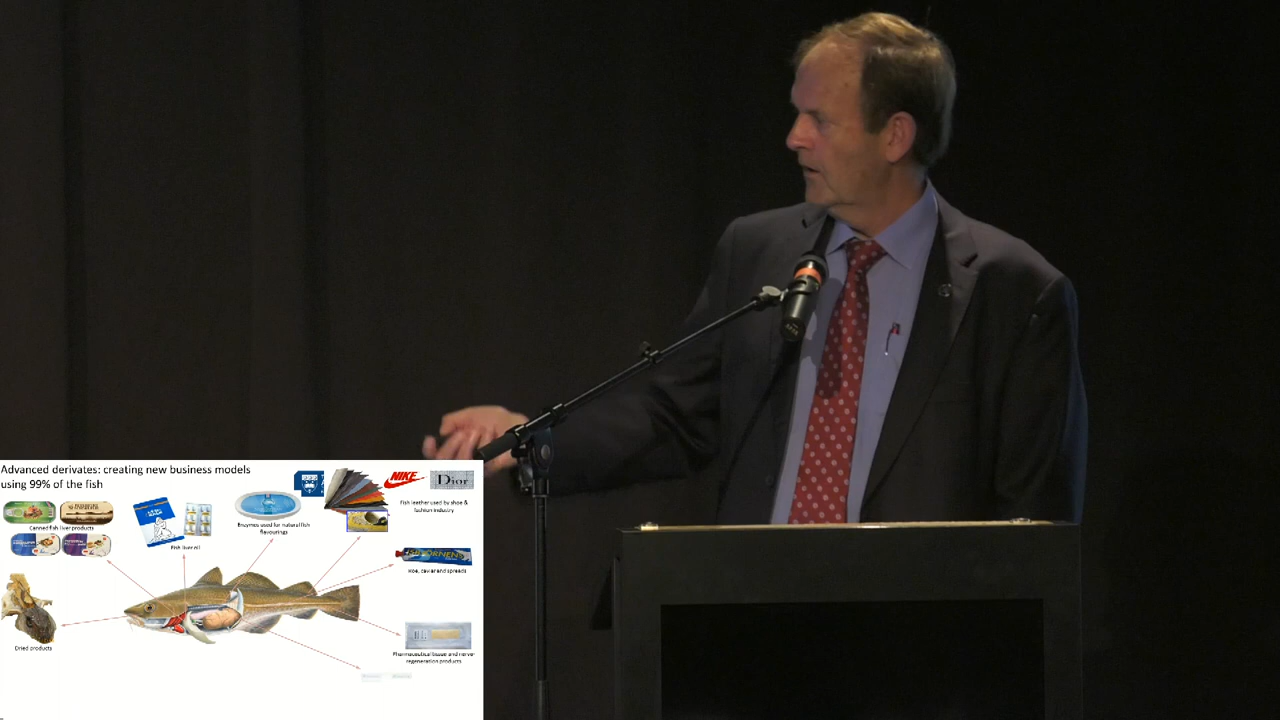 Advanced derivates: creating new business models
using 99% of the fish
Canned fish liver products
Fish liver oil
Enzymes used for natural fish
flavourings
NIKE
Dior
Fish leather used by shoe &
fashion industry
Roe, caviar and spreads
Dried products
Pharmaceutical tissue and nerve
regeneration products